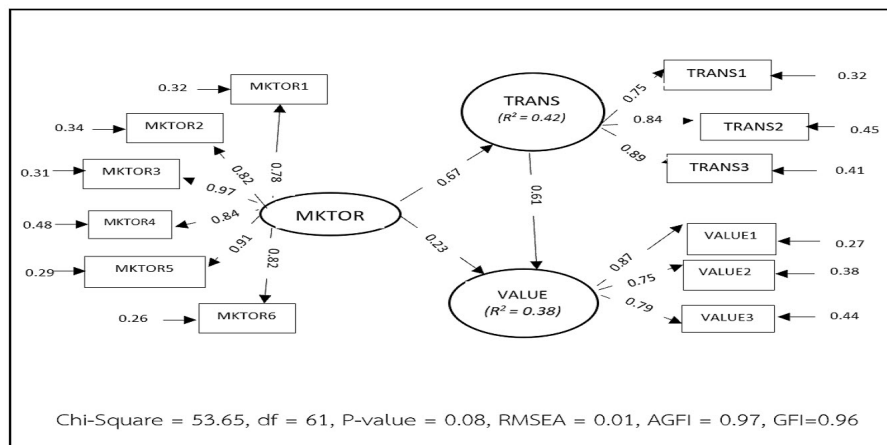 0.32
MKTOR1
0.34
MKTOR2
0.31
MKTOR3
0.48
MKTOR4
0.29
MKTOR5
0.26
MKTOR6
0.78
0.82
0.97
0.84
0.91
0.82
MKTOR
0.67
0.23
TRANS
(R² = 0.42)
0.61
VALUE
(R² = 0.38)
0.75
0.84
0.89
TRANS1
0.32
TRANS2
0.45
TRANS3
0.41
0.87
0.75
0.79
VALUE1
0.27
VALUE2
0.38
VALUE3
0.44
Chi-Square = 53.65, df = 61, P-value = 0.08, RMSEA = 0.01, AGFI = 0.97, GFI=0.96